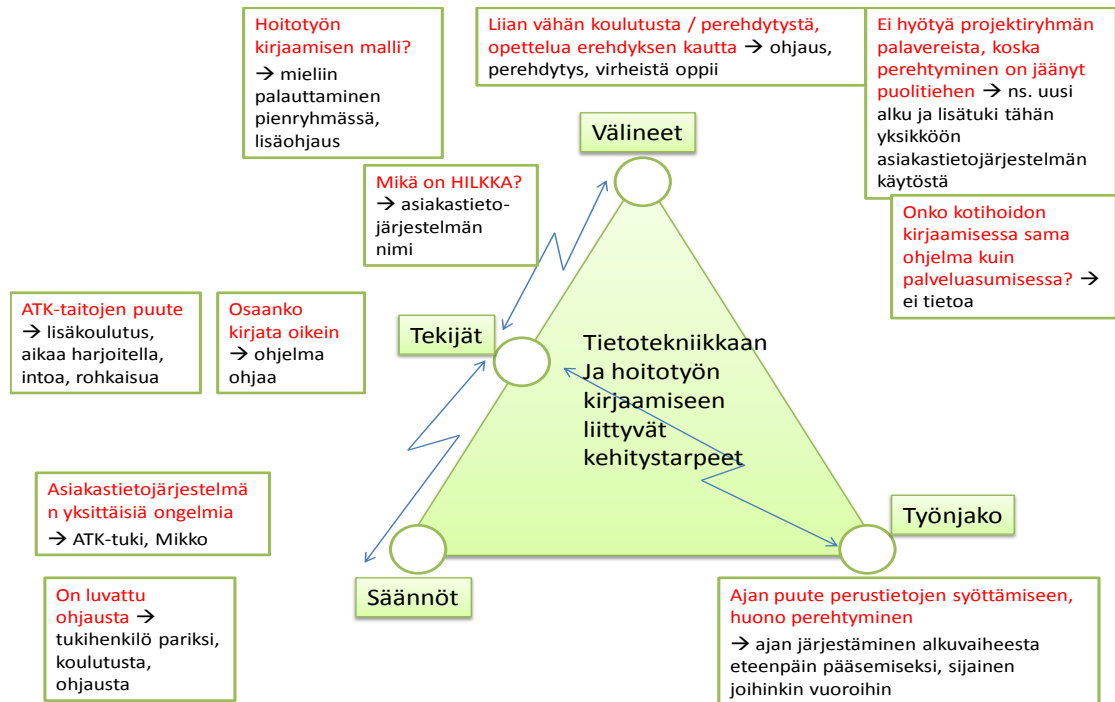 Hoitotyön
kirjaamisen malli?
→ mieliin
palauttaminen
pienryhmässä,
lisäohjaus
Liian vähän koulutusta / perehdytystä,
opettelua erehdyksen kautta → ohjaus,
perehdytys, virheistä oppii
Ei hyötyä projektiryhmän
palavereista, koska
perehtyminen on jäänyt
puolitiehen → ns. uusi
alku ja lisätuki tähän
yksikköön
asiakastietojärjestelmän
käytöstä
Välineet
Mikä on HILKKA?
→ asiakastieto-
järjestelmän
nimi
Onko kotihoidon
kirjaamisessa sama
ohjelma kuin
palveluasumisessa? →
ei tietoa
ATK-taitojen puute
→ lisäkoulutus,
aikaa harjoitella,
intoa, rohkaisua
Osaanko
kirjata oikein
→ ohjelma
ohjaa
Tekijät
Tietotekniikkaan
Ja hoitotyön
kirjaamiseen
liittyvät
kehitystarpeet
Asiakastietojärjestelmä
n yksittäisiä ongelmia
→ ATK-tuki, Mikko
Työnjako
Säännöt
On luvattu
ohjausta →
tukihenkilö pariksi,
koulutusta,
ohjausta
Ajan puute perustietojen syöttämiseen,
huono perehtyminen
→ ajan järjestäminen alkuvaiheesta
eteenpäin pääsemiseksi, sijainen
joihinkin vuoroihin